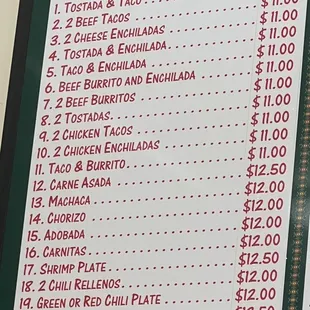 1. TOSTADA & TACO
2. 2 BEEF TACOS $11.00
3. 2 CHEESE ENCHILADAS $11.00
4. TOSTADA & ENCHILADA $11.00
5. TACO & ENCHILADA $11.00
6. BEEF BURRITO AND ENCHILADA $11.00
7. 2 BEEF BURRITOS $11.00
8. 2 TOSTADAS $11.00
9. 2 CHICKEN TACOS $11.00
10. 2 CHICKEN ENCHILADAS $11.00
11. TACO & BURRITO $11.00
12. CARNE ASADA $12.50
13. MACHACA $12.00
14. CHORIZO $12.00
15. ADOBADA $12.00
16. CARNITAS $12.00
17. SHRIMP PLATE $12.50
18. 2 CHILI RELLENOS $12.00
19. GREEN OR RED CHILI PLATE $12.00